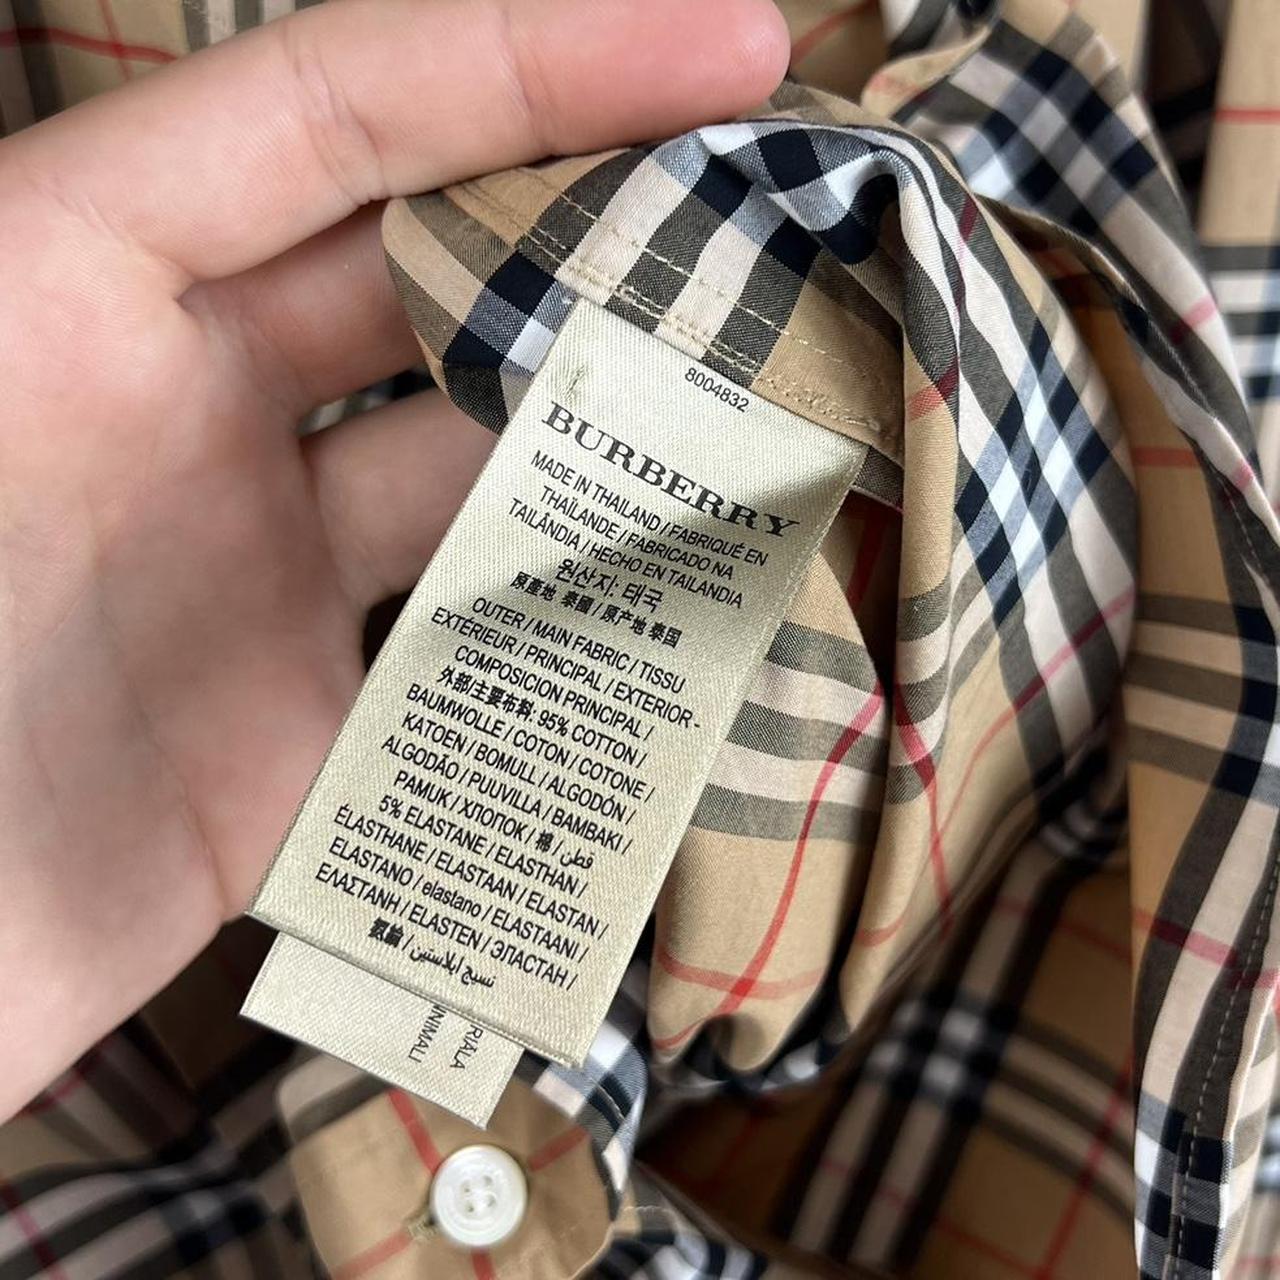 8004832
BURBERRY
MADE IN THAILAND / FABRIQUÉ EN
THAÏLANDE / FABRICADO NA
TAILÂNDIA / HECHO EN TAILANDIA
원산지: 태국
原產地 泰國 / 原产地 泰国
OUTER / MAIN FABRIC / TISSU
EXTÉRIEUR / PRINCIPAL / EXTERIOR -
COMPOSICION PRINCIPAL /
外部/主要布料: 95% COTTON /
BAUMWOLLE / COTON / COTONE /
KATOEN / BOMULL / ALGODÓN /
ALGODÃO / PUUVILLA / BAMBAKI /
PAMUK / ХЛОПОК / 棉 / قطن /
5% ELASTANE / ELASTHAN /
ÉLASTHANE / ELASTAAN / ELASTAN /
ELASTANO / elastano / ELASTAANI /
ΕΛΑΣΤΑΝΗ / ELASTEN / ЭЛАСТАН /
氨綸 / نسيج ايلاستين